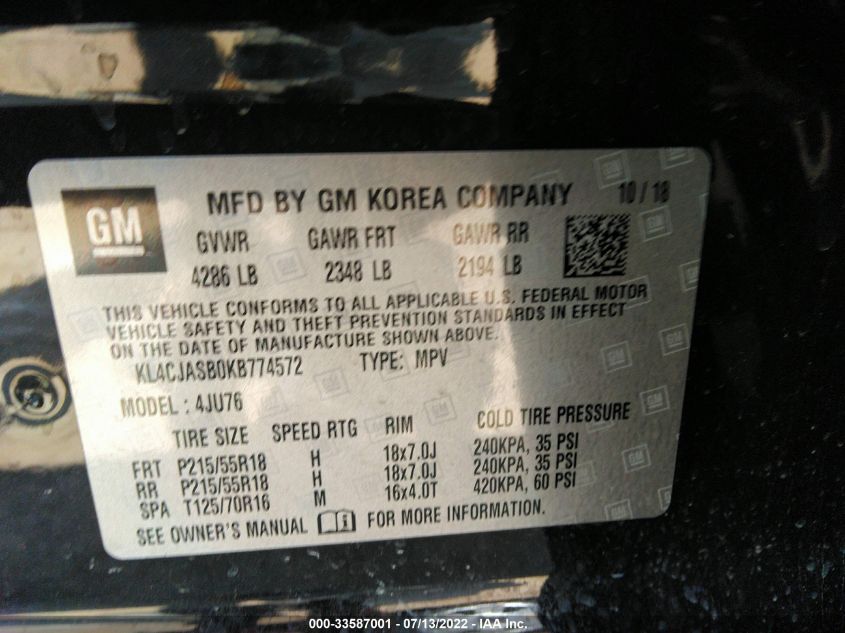 GM
MFD BY GM KOREA COMPANY 10/18
GVWR GAWR FRT GAWR RR
4286 LB 2348 LB 2194 LB
THIS VEHICLE CONFORMS TO ALL APPLICABLE U.S. FEDERAL MOTOR
VEHICLE SAFETY AND THEFT PREVENTION STANDARDS IN EFFECT
ON THE DATE OF MANUFACTURE SHOWN ABOVE.
KL4CJASB0KB774572 TYPE: MPV
MODEL: 4JU76
TIRE SIZE SPEED RTG RIM COLD TIRE PRESSURE
FRT P215/55R18 H 18x7.0J 240KPA, 35 PSI
RR P215/55R18 H 18x7.0J 240KPA, 35 PSI
SPA T125/70R16 M 16x4.0T 420KPA, 60 PSI
SEE OWNER'S MANUAL FOR MORE INFORMATION.
000-33587001 - 07/13/2022 - IAA Inc.